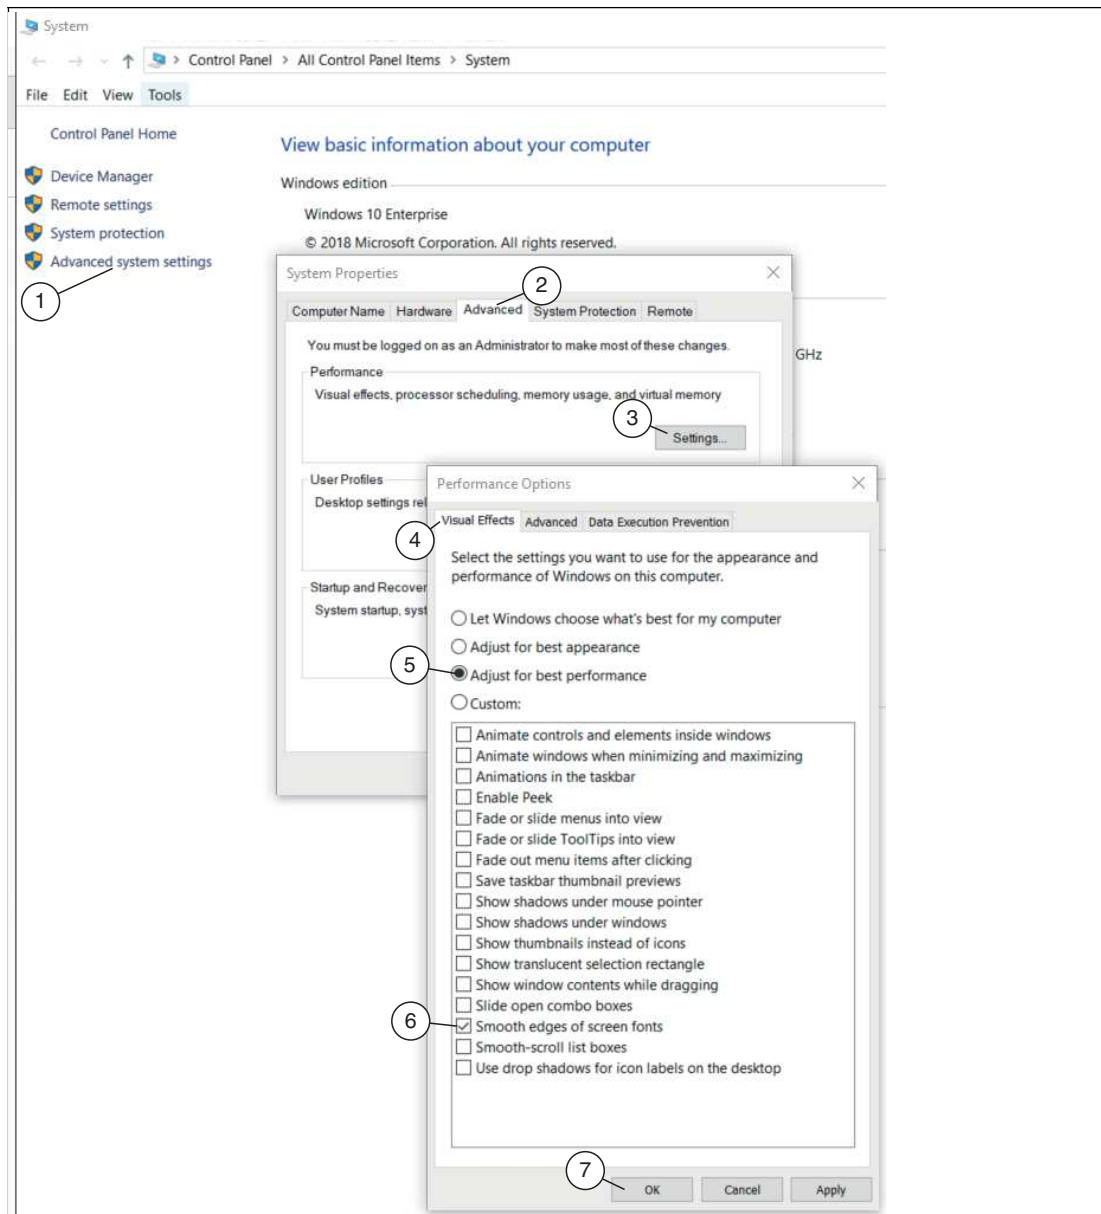 System
Control Panel > All Control Panel Items > System
File Edit View Tools
Control Panel Home
Device Manager
Remote settings
System protection
Advanced system settings
1
View basic information about your computer
Windows edition
Windows 10 Enterprise
© 2018 Microsoft Corporation. All rights reserved.
GHz
System Properties
2
Computer Name Hardware Advanced System Protection Remote
You must be logged on as an Administrator to make most of these changes.
Performance
Visual effects, processor scheduling, memory usage, and virtual memory
3
Settings...
User Profiles
Desktop settings rel
Startup and Recover
System startup, syst
Performance Options
Visual Effects Advanced Data Execution Prevention
4
Select the settings you want to use for the appearance and
performance of Windows on this computer.
Let Windows choose what's best for my computer
Adjust for best appearance
5 Adjust for best performance
Custom:
Animate controls and elements inside windows
Animate windows when minimizing and maximizing
Animations in the taskbar
Enable Peek
Fade or slide menus into view
Fade or slide ToolTips into view
Fade out menu items after clicking
Save taskbar thumbnail previews
Show shadows under mouse pointer
Show shadows under windows
Show thumbnails instead of icons
Show translucent selection rectangle
Show window contents while dragging
Slide open combo boxes
6 Smooth edges of screen fonts
Smooth-scroll list boxes
Use drop shadows for icon labels on the desktop
7
OK Cancel Apply